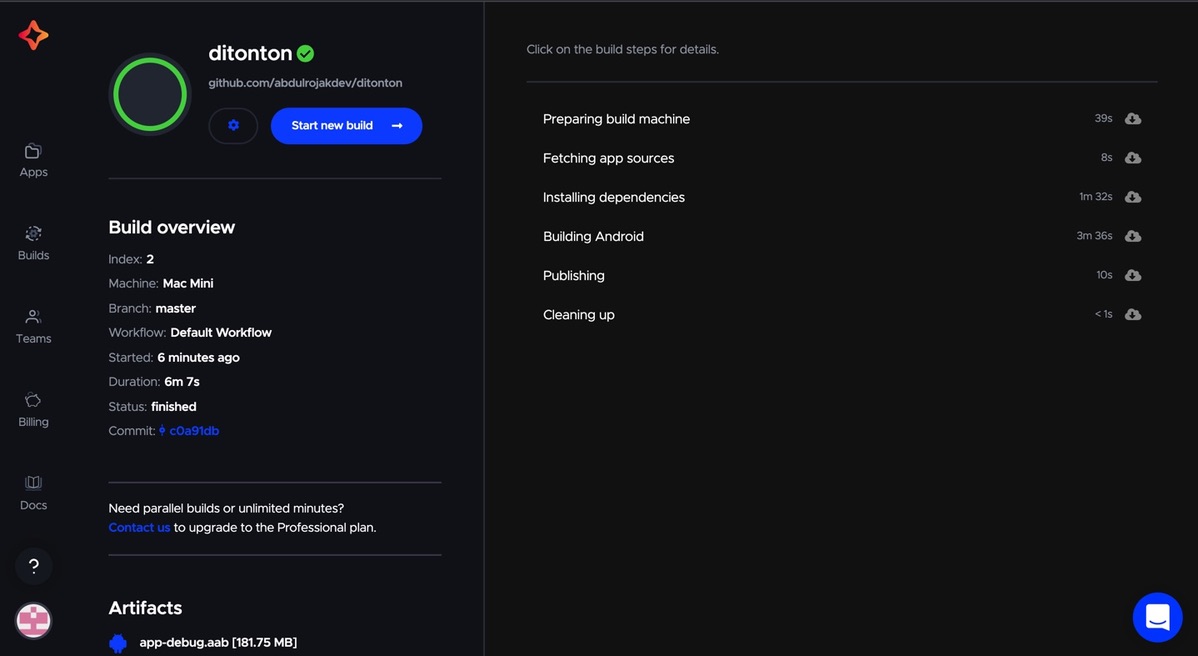 Apps
Builds
Teams
Billing
Docs
?
ditonton
github.com/abdulrojakdev/ditonton
Start new build →
Build overview
Index: 2
Machine: Mac Mini
Branch: master
Workflow: Default Workflow
Started: 6 minutes ago
Duration: 6m 7s
Status: finished
Commit: c0a91db
Need parallel builds or unlimited minutes?
Contact us to upgrade to the Professional plan.
Artifacts
app-debug.aab [181.75 MB]
Click on the build steps for details.
Preparing build machine 39s
Fetching app sources 8s
Installing dependencies 1m 32s
Building Android 3m 36s
Publishing 10s
Cleaning up < 1s